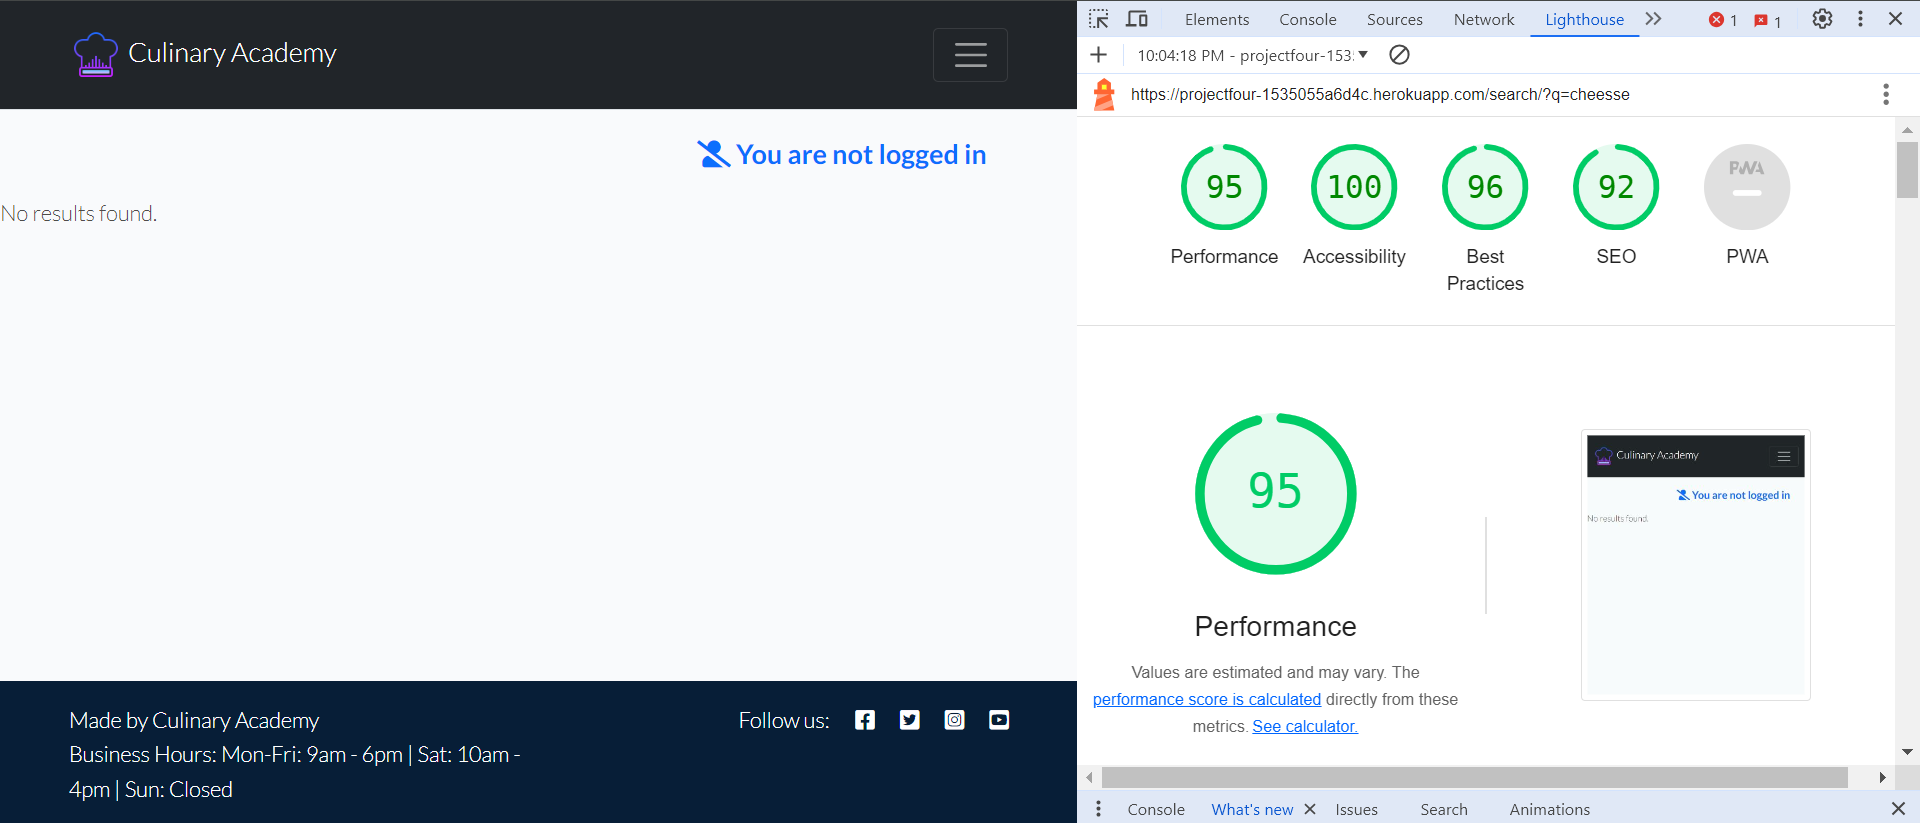 Culinary Academy
You are not logged in
No results found.
Made by Culinary Academy
Business Hours: Mon-Fri: 9am - 6pm | Sat: 10am -
4pm | Sun: Closed
Follow us:
Elements Console Sources Network Lighthouse 1 1
10:04:18 PM - projectfour-153
https://projectfour-1535055a6d4c.herokuapp.com/search/?q=cheesse
95 100 96 92 PWA
Performance Accessibility Best SEO PWA
Practices
95
Performance
Values are estimated and may vary. The
performance score is calculated directly from these
metrics. See calculator.
Culinary Academy
You are not logged in
No results found.
Console What's new Issues Search Animations